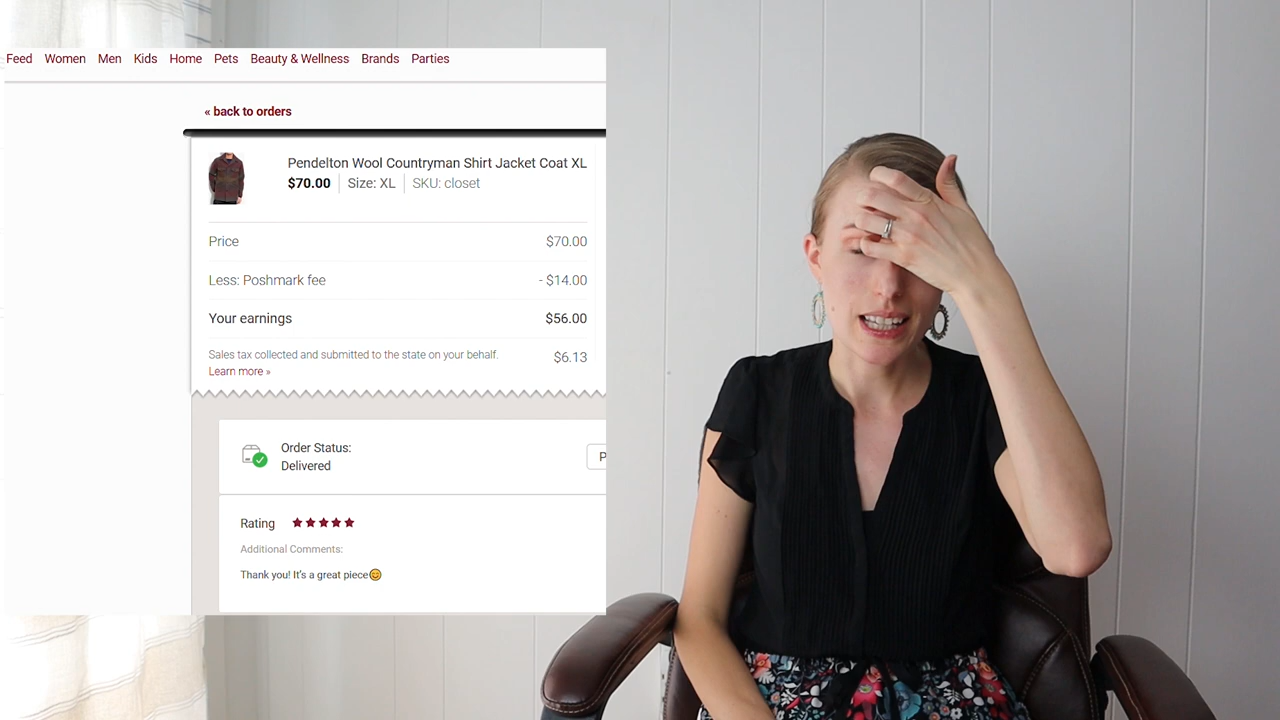 Feed Women Men Kids Home Pets Beauty & Wellness Brands Parties
« back to orders
Pendelton Wool Countryman Shirt Jacket Coat XL
$70.00 Size: XL SKU: closet
Price $70.00
Less: Poshmark fee - $14.00
Your earnings $56.00
Sales tax collected and submitted to the state on your behalf. $6.13
Learn more »
Order Status:
Delivered
P
Rating
Additional Comments:
Thank you! It's a great piece😊